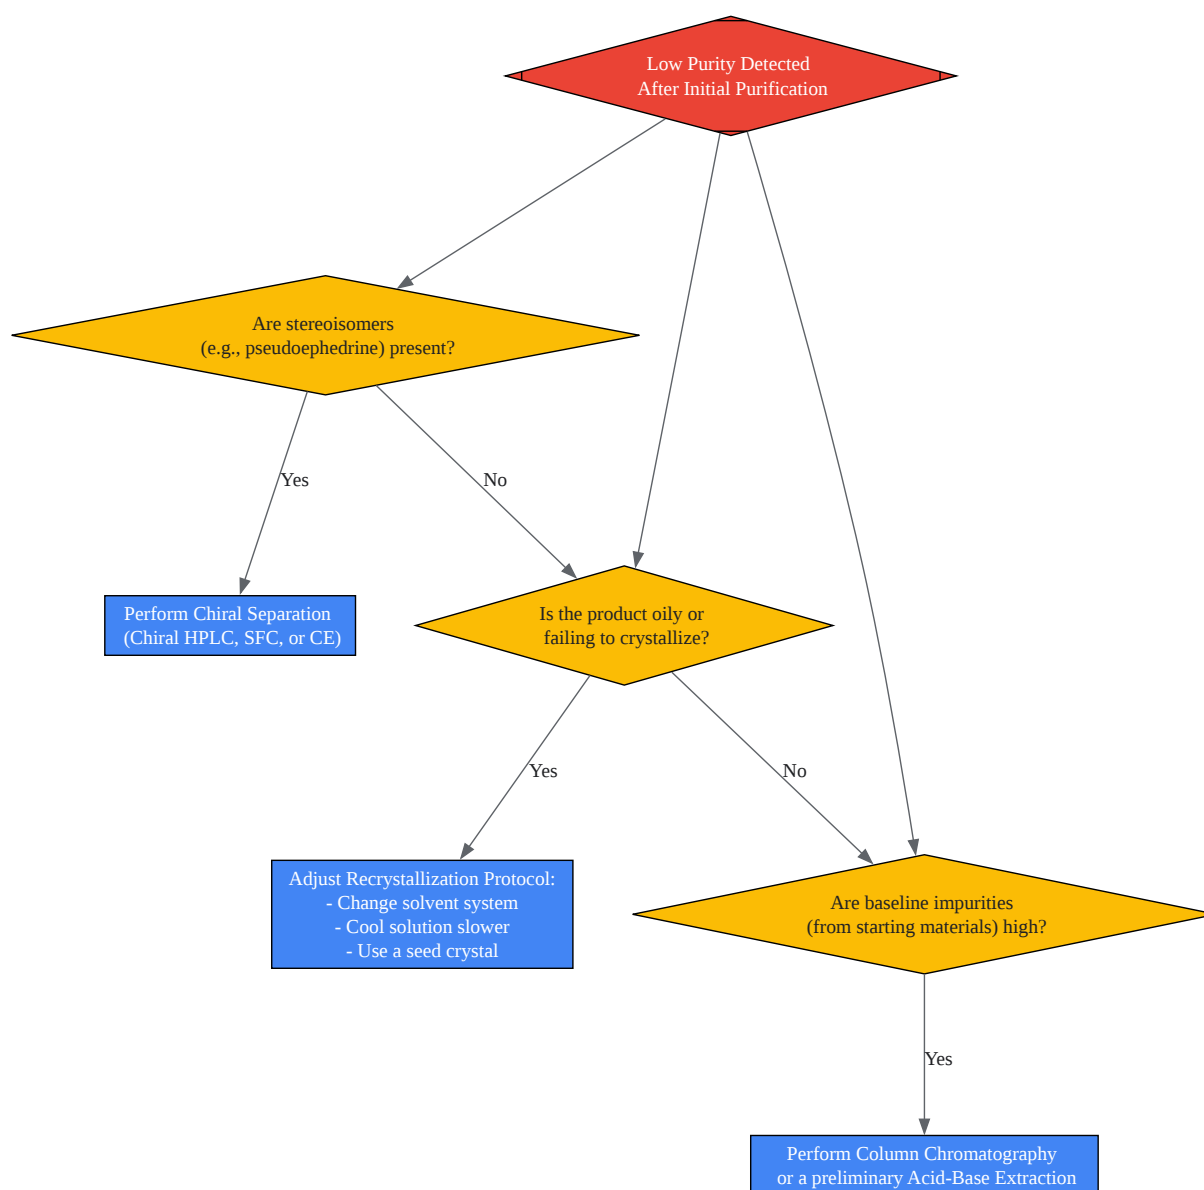 Low Purity Detected
After Initial Purification
Are stereoisomers
(e.g., pseudoephedrine) present?
Yes
No
Perform Chiral Separation
(Chiral HPLC, SFC, or CE)
Is the product oily or
failing to crystallize?
Yes
No
Adjust Recrystallization Protocol:
- Change solvent system
- Cool solution slower
- Use a seed crystal
Are baseline impurities
(from starting materials) high?
Yes
Perform Column Chromatography
or a preliminary Acid-Base Extraction